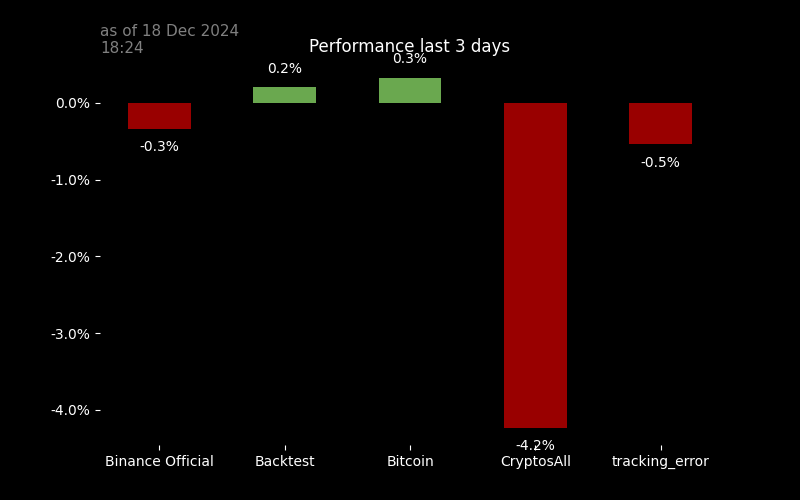 as of 18 Dec 2024
18:24
Performance last 3 days
0.3%
0.2%
0.0%
-0.3%
-0.5%
-1.0%
-2.0%
-3.0%
-4.0%
-4.2%
Binance Official
Backtest
Bitcoin
CryptosAll
tracking_error